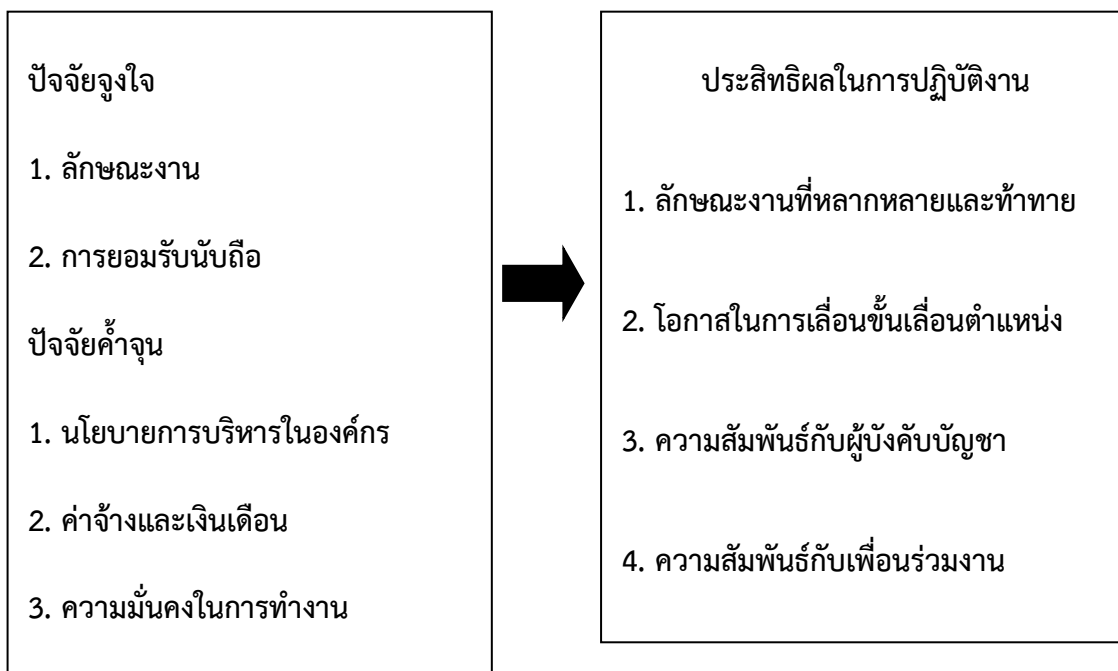 ปัจจัยจูงใจ
1. ลักษณะงาน
2. การยอมรับนับถือ
ปัจจัยค้ำจุน
1. นโยบายการบริหารในองค์กร
2. ค่าจ้างและเงินเดือน
3. ความมั่นคงในการทำงาน
ประสิทธิผลในการปฏิบัติงาน
1. ลักษณะงานที่หลากหลายและท้าทาย
2. โอกาสในการเลื่อนขั้นเลื่อนตำแหน่ง
3. ความสัมพันธ์กับผู้บังคับบัญชา
4. ความสัมพันธ์กับเพื่อนร่วมงาน